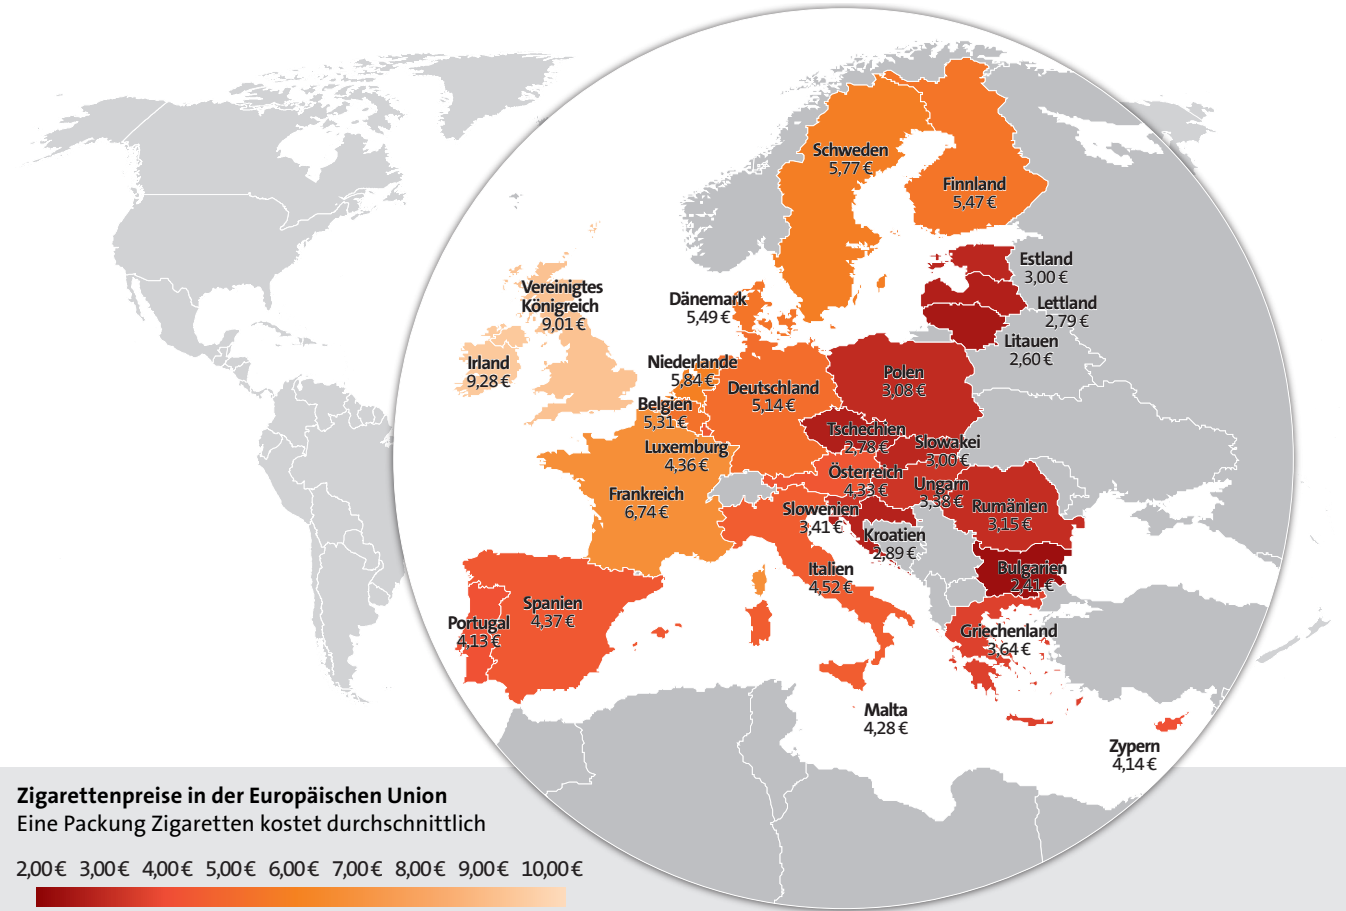 Schweden
5,77 €
Finnland
5,47 €
Estland
3,00 €
Lettland
2,79 €
Litauen
2,60 €
Vereinigtes
Königreich
9,01 €
Dänemark
5,49 €
Irland
9,28 €
Niederlande
5,84 €
Belgien
5,31 €
Deutschland
5,14 €
Polen
3,08 €
Luxemburg
4,36 €
Tschechien
2,78 €
Slowakei
3,00 €
Österreich
4,33 €
Ungarn
3,38 €
Frankreich
6,74 €
Slowenien
3,41 €
Kroatien
2,89 €
Rumänien
3,15 €
Italien
4,52 €
Bulgarien
2,41 €
Spanien
4,37 €
Portugal
4,13 €
Griechenland
3,64 €
Malta
4,28 €
Zypern
4,14 €
Zigarettenpreise in der Europäischen Union
Eine Packung Zigaretten kostet durchschnittlich
2,00 € 3,00 € 4,00 € 5,00 € 6,00 € 7,00 € 8,00 € 9,00 € 10,00 €